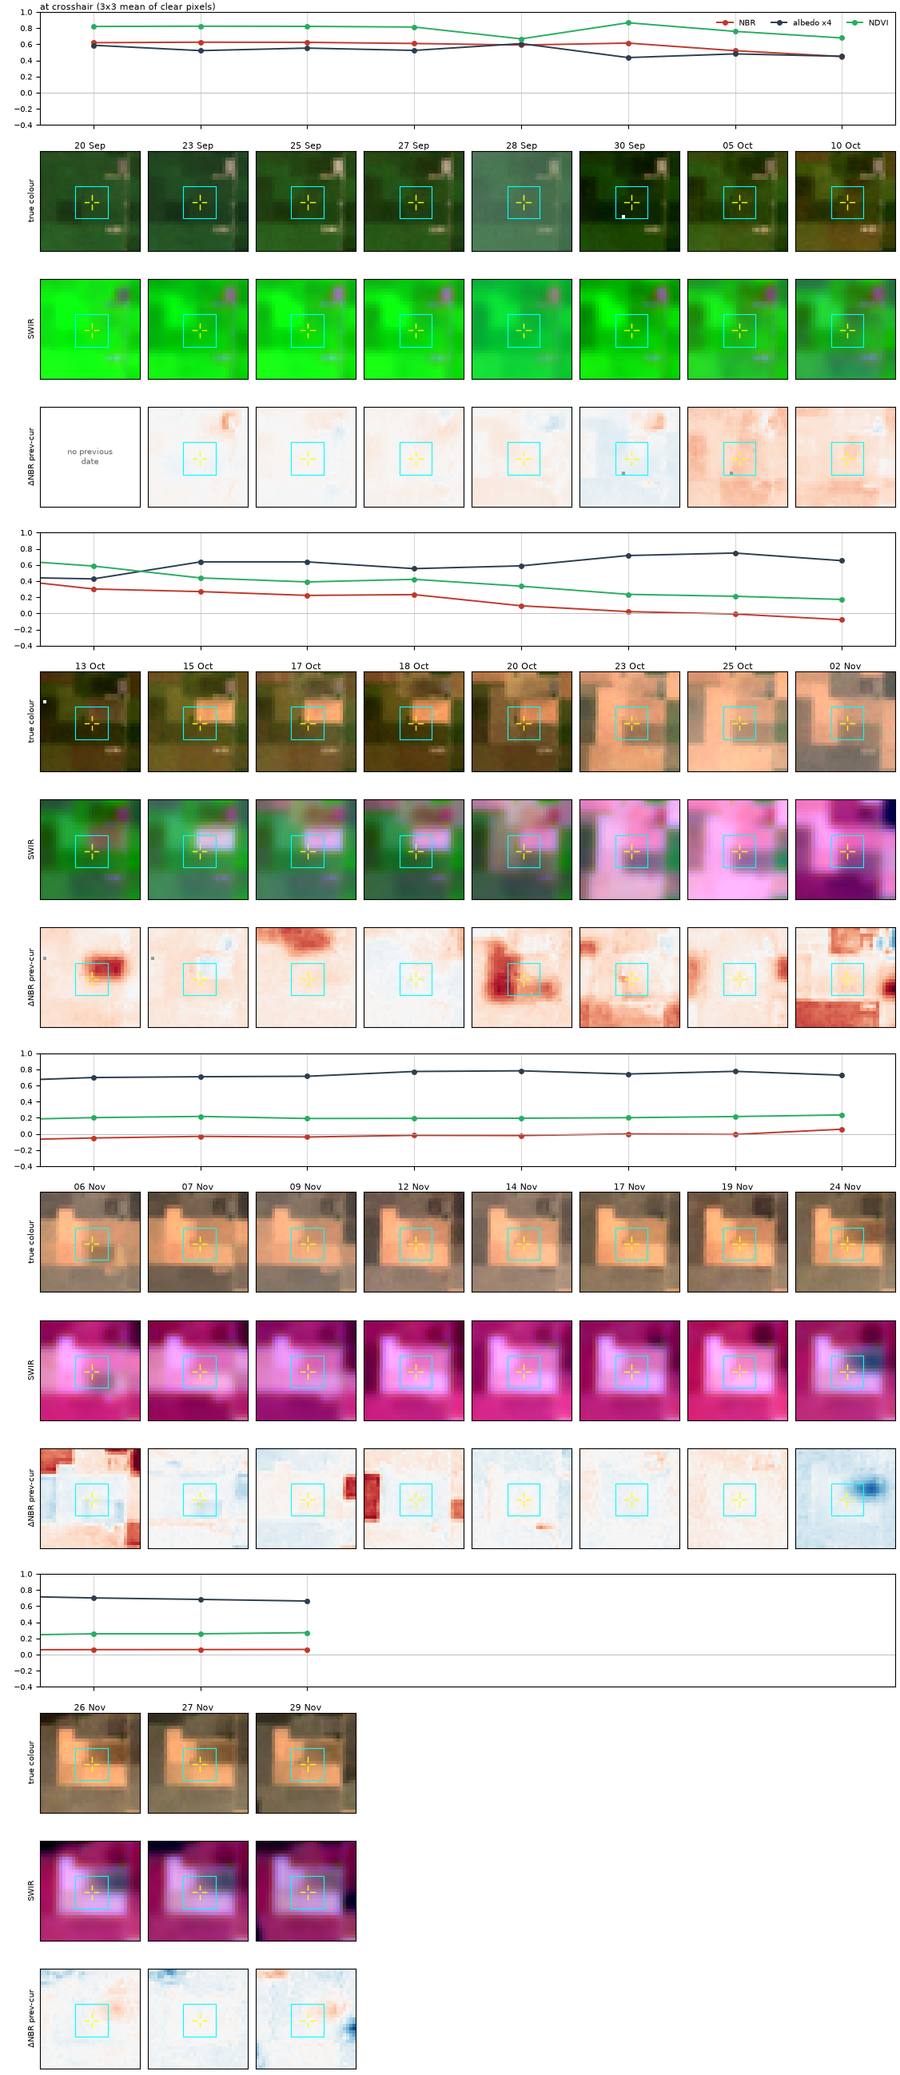 at crosshair (3x3 mean of clear pixels)
1.0
0.8
0.6
0.4
0.2
0.0
−0.2
−0.4
NBR albedo x4 NDVI
20 Sep 23 Sep 25 Sep 27 Sep 28 Sep 30 Sep 05 Oct 10 Oct
true colour
SWIR
ΔNBR prev-cur
no previous
date
1.0
0.8
0.6
0.4
0.2
0.0
−0.2
−0.4
13 Oct 15 Oct 17 Oct 18 Oct 20 Oct 23 Oct 25 Oct 02 Nov
true colour
SWIR
ΔNBR prev-cur
1.0
0.8
0.6
0.4
0.2
0.0
−0.2
−0.4
06 Nov 07 Nov 09 Nov 12 Nov 14 Nov 17 Nov 19 Nov 24 Nov
true colour
SWIR
ΔNBR prev-cur
1.0
0.8
0.6
0.4
0.2
0.0
−0.2
−0.4
26 Nov 27 Nov 29 Nov
true colour
SWIR
ΔNBR prev-cur